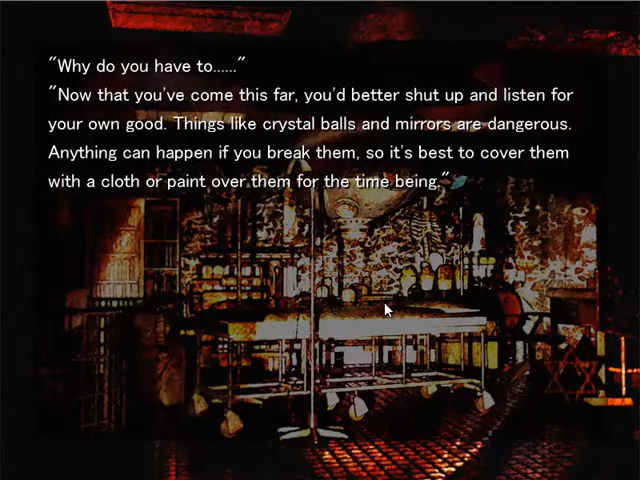 "Why do you have to......"
"Now that you've come this far, you'd better shut up and listen for
your own good. Things like crystal balls and mirrors are dangerous.
Anything can happen if you break them, so it's best to cover them
with a cloth or paint over them for the time being."